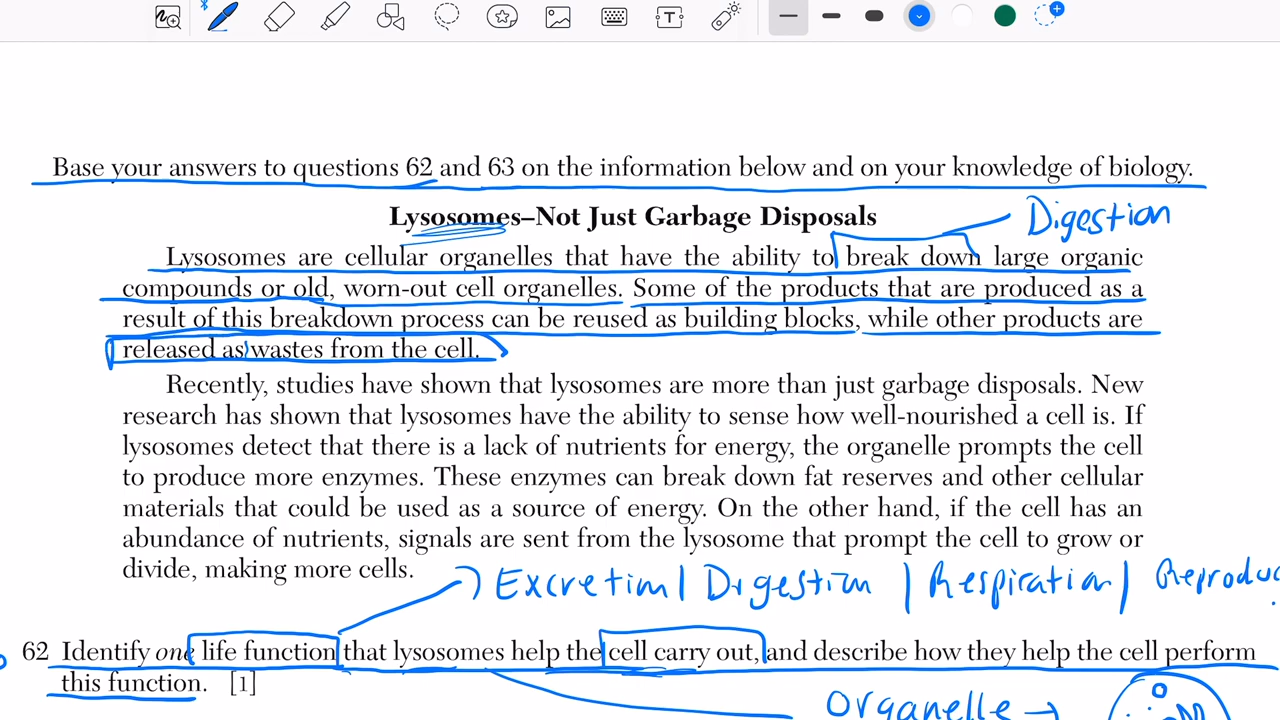 Base your answers to questions 62 and 63 on the information below and on your knowledge of biology.
Lysosomes–Not Just Garbage Disposals
Digestion
Lysosomes are cellular organelles that have the ability to break down large organic
compounds or old, worn-out cell organelles. Some of the products that are produced as a
result of this breakdown process can be reused as building blocks, while other products are
released as wastes from the cell.
Recently, studies have shown that lysosomes are more than just garbage disposals. New
research has shown that lysosomes have the ability to sense how well-nourished a cell is. If
lysosomes detect that there is a lack of nutrients for energy, the organelle prompts the cell
to produce more enzymes. These enzymes can break down fat reserves and other cellular
materials that could be used as a source of energy. On the other hand, if the cell has an
abundance of nutrients, signals are sent from the lysosome that prompt the cell to grow or
divide, making more cells.
Excretion | Digestion | Respiration | Reproduc
62 Identify one life function that lysosomes help the cell carry out, and describe how they help the cell perform
this function. [1]
Organelle →